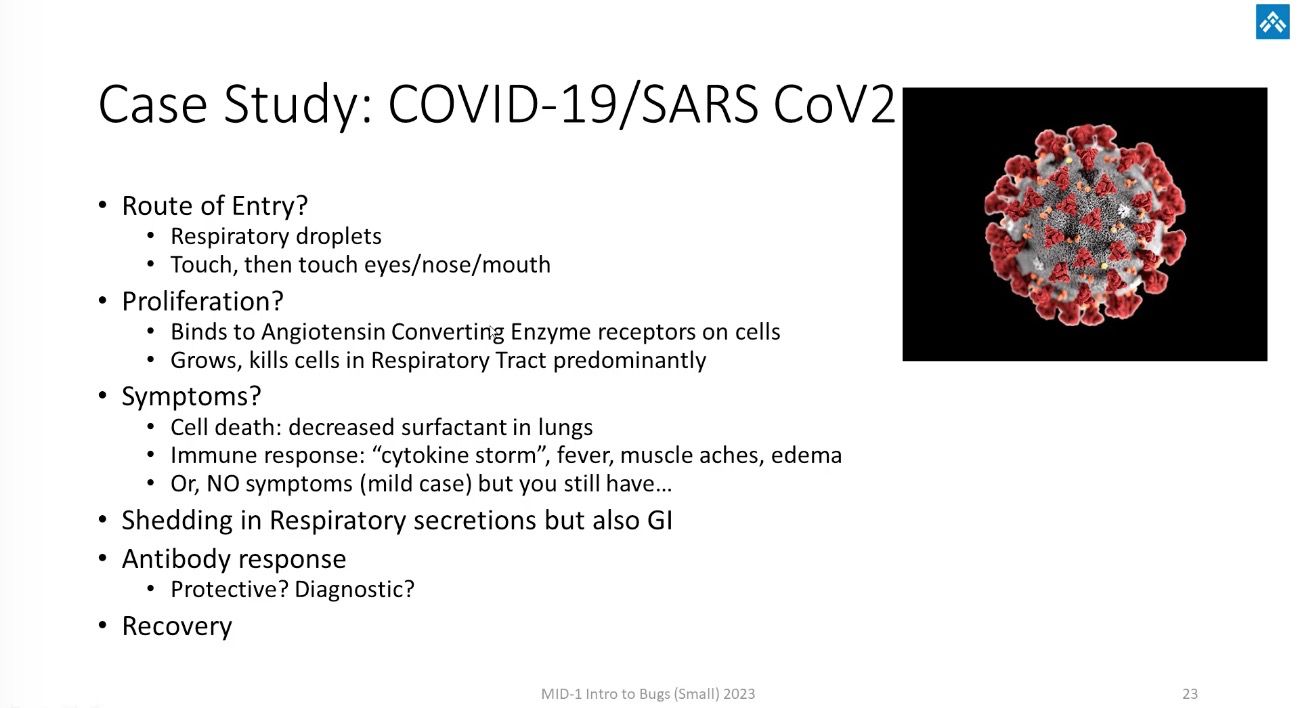 Case Study: COVID-19/SARS CoV2
• Route of Entry?
• Respiratory droplets
• Touch, then touch eyes/nose/mouth
• Proliferation?
• Binds to Angiotensin Converting Enzyme receptors on cells
• Grows, kills cells in Respiratory Tract predominantly
• Symptoms?
• Cell death: decreased surfactant in lungs
• Immune response: “cytokine storm”, fever, muscle aches, edema
• Or, NO symptoms (mild case) but you still have…
• Shedding in Respiratory secretions but also GI
• Antibody response
• Protective? Diagnostic?
• Recovery
MID-1 Intro to Bugs (Small) 2023
23